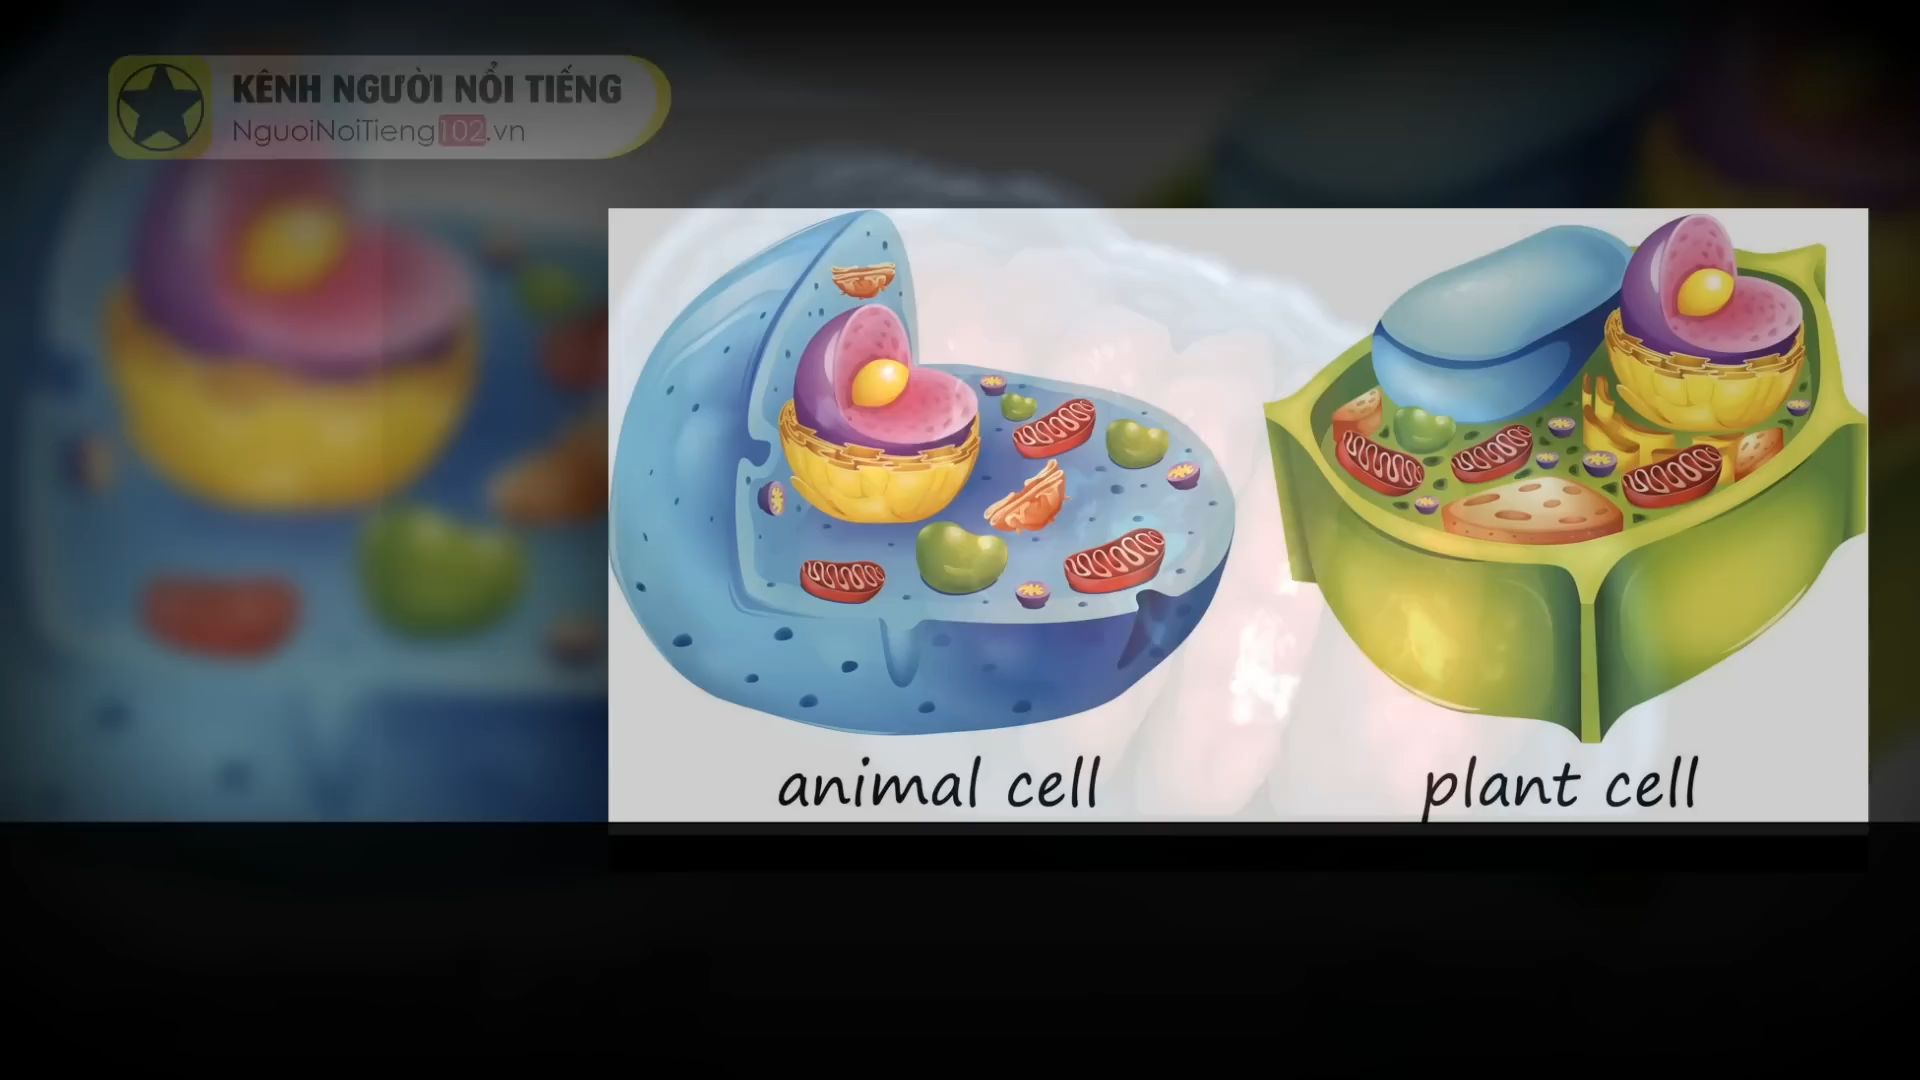 KÊNH NGƯỜI NỔI TIẾNG
NguoiNoiTieng102.vn
animal cell
plant cell